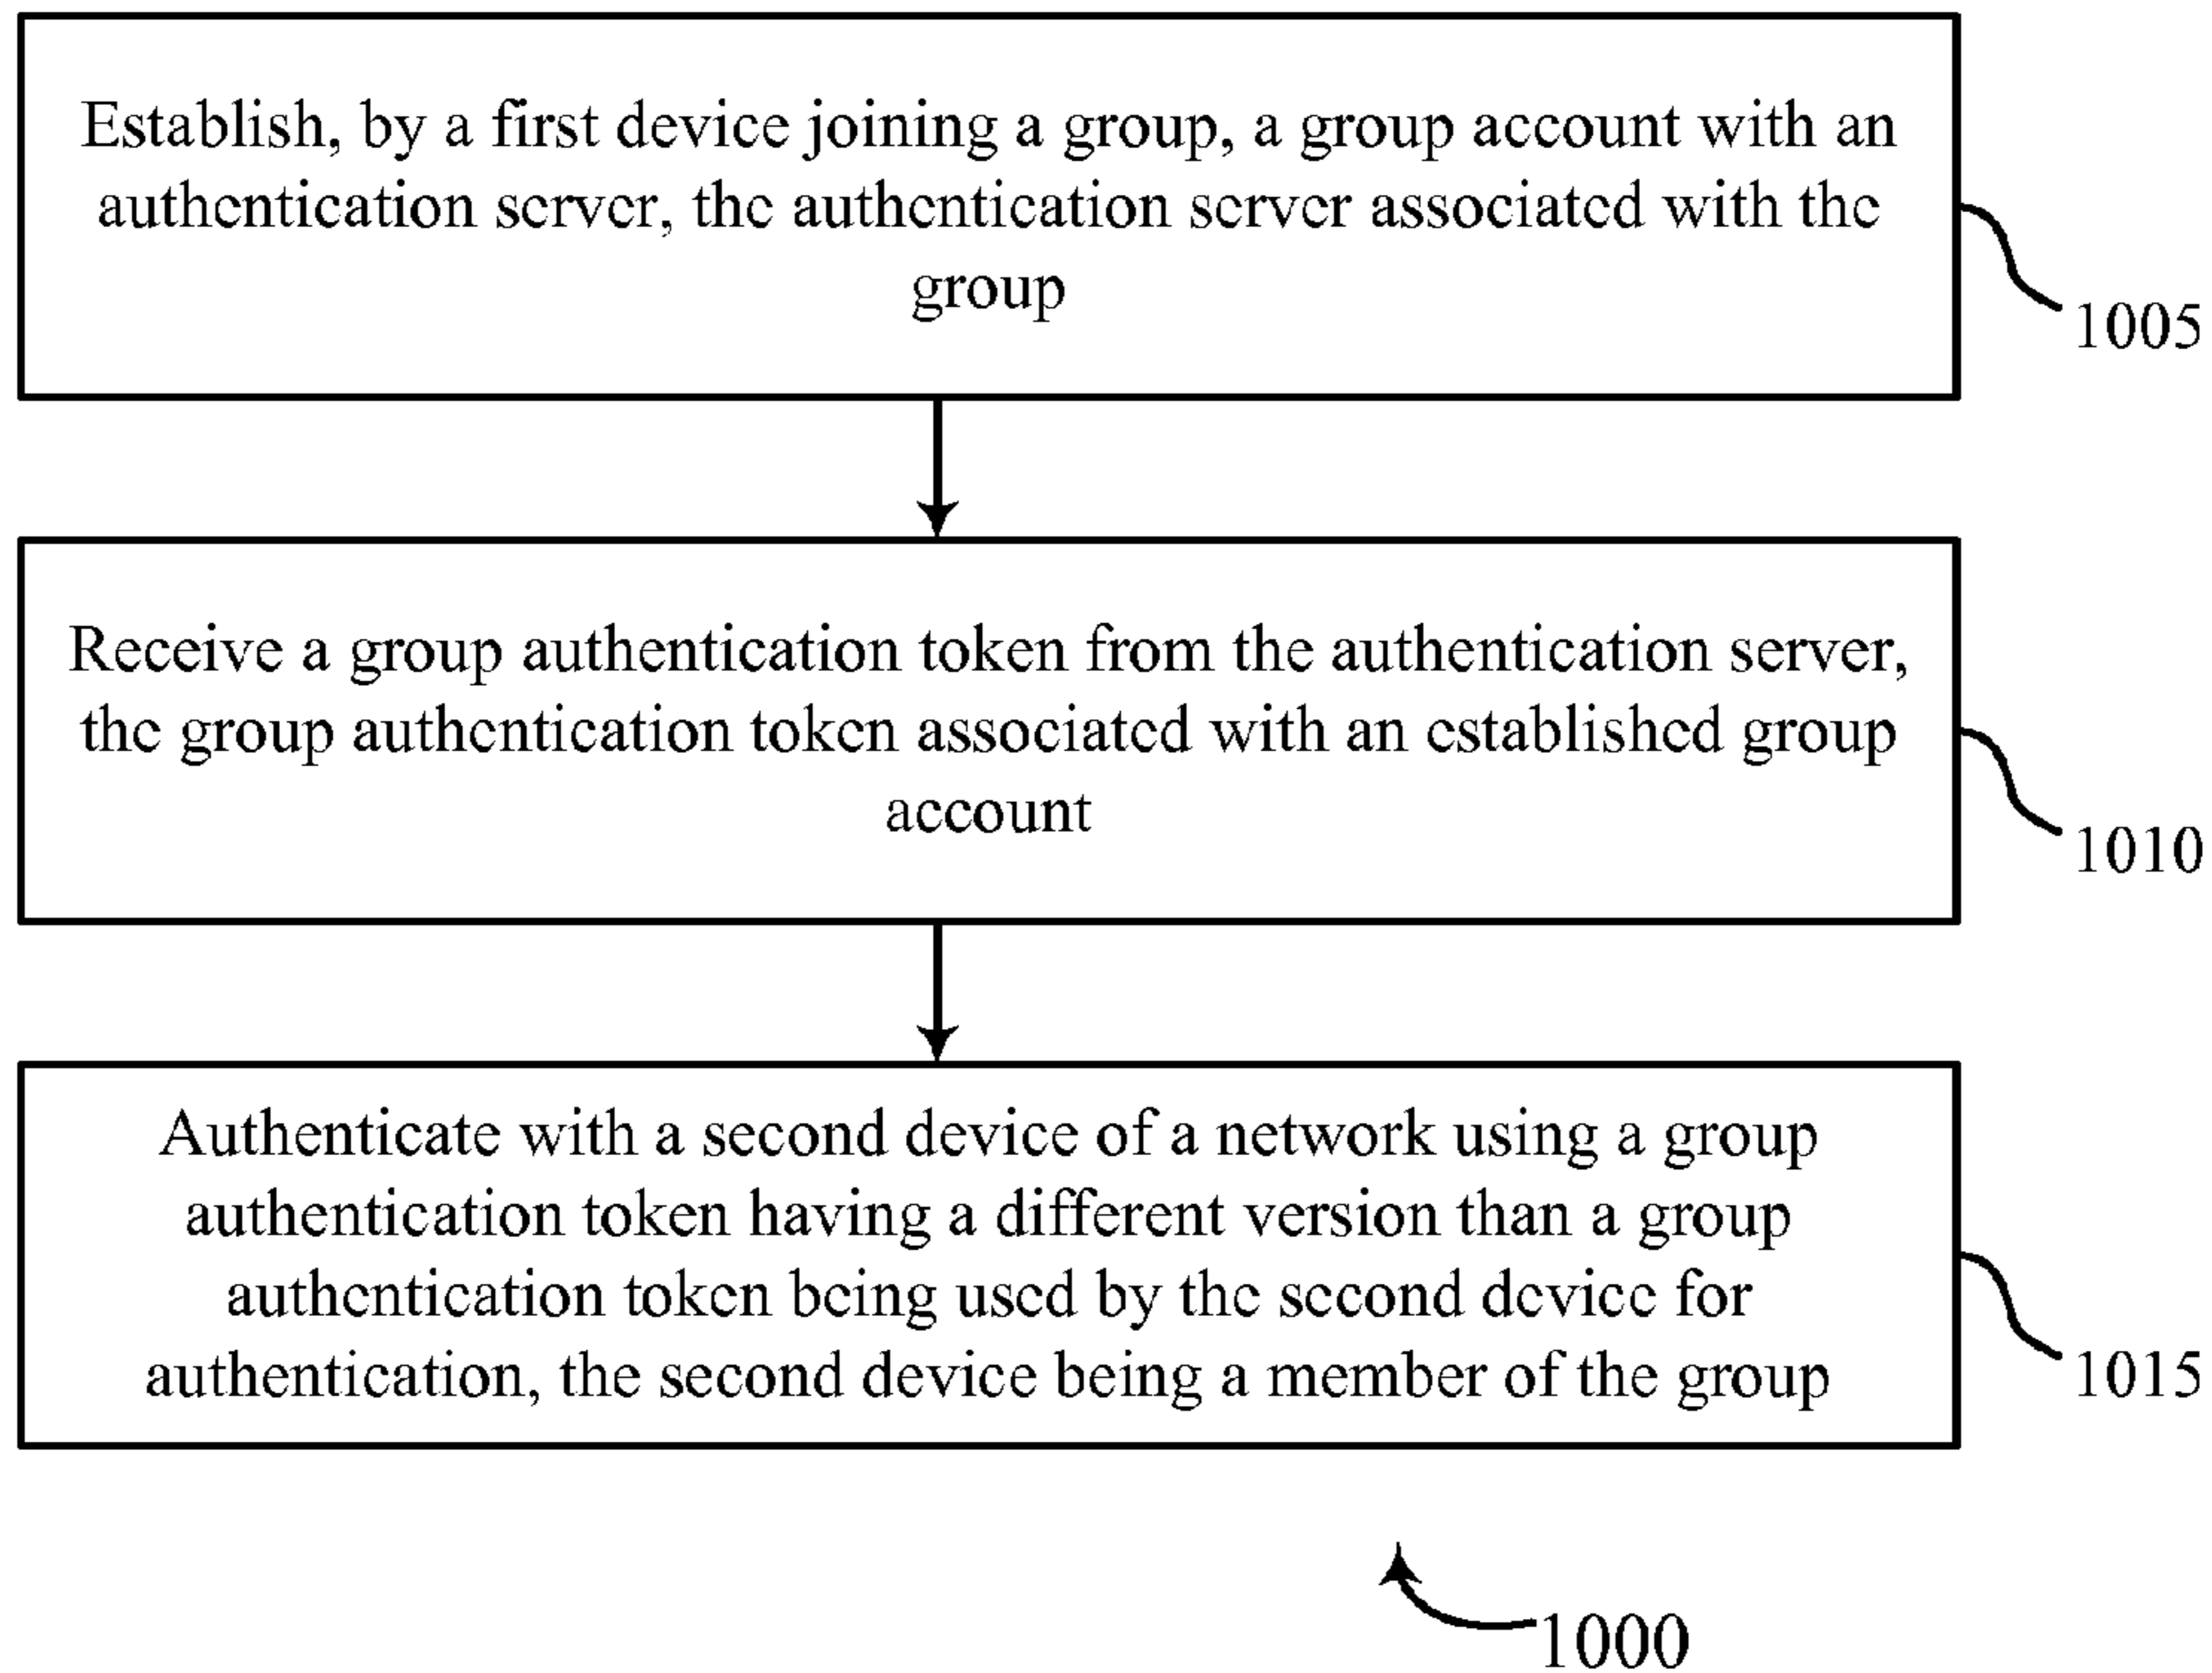 Establish, by a first device joining a group, a group account with an
authentication server, the authentication server associated with the
group
1005
Receive a group authentication token from the authentication server,
the group authentication token associated with an established group
account
1010
Authenticate with a second device of a network using a group
authentication token having a different version than a group
authentication token being used by the second device for
authentication, the second device being a member of the group
1015
1000